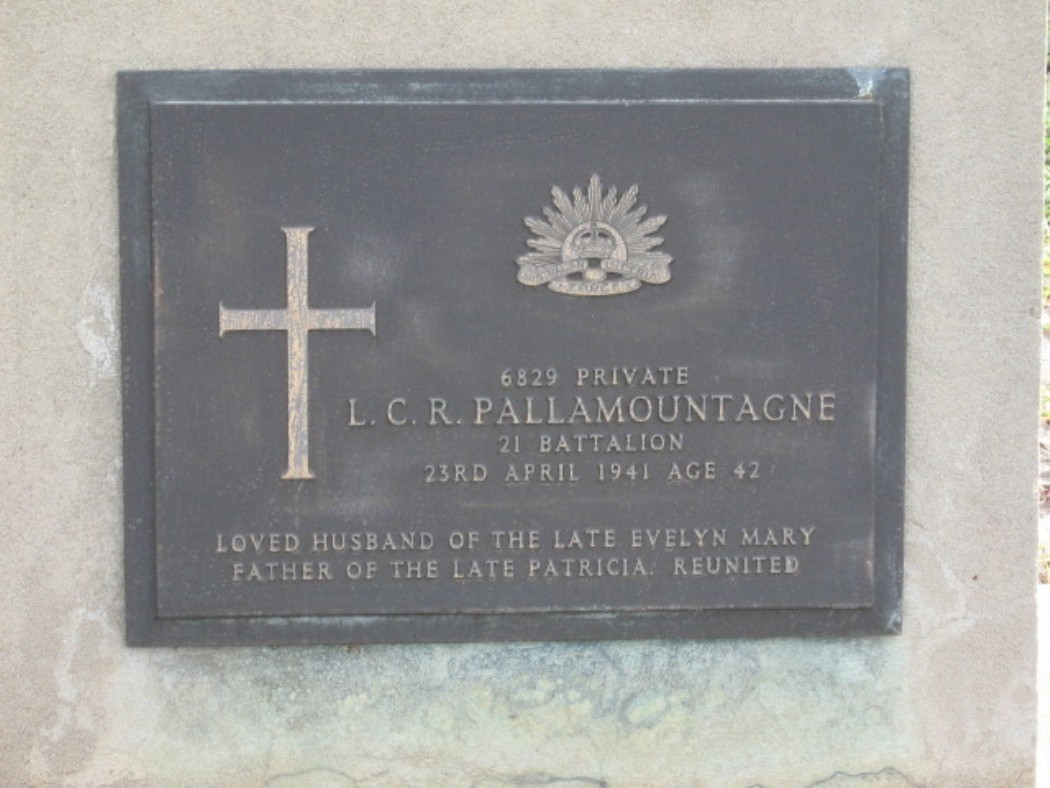 6829 PRIVATE
L. C. R. PALLAMOUNTAGNE
21 BATTALION
23RD APRIL 1941 AGE 42
LOVED HUSBAND OF THE LATE EVELYN MARY
FATHER OF THE LATE PATRICIA. REUNITED